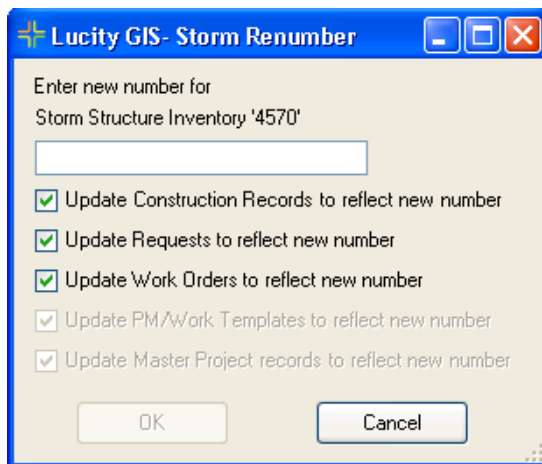 Lucity GIS- Storm Renumber
Enter new number for
Storm Structure Inventory '4570'
Update Construction Records to reflect new number
Update Requests to reflect new number
Update Work Orders to reflect new number
Update PM/Work Templates to reflect new number
Update Master Project records to reflect new number
OK
Cancel